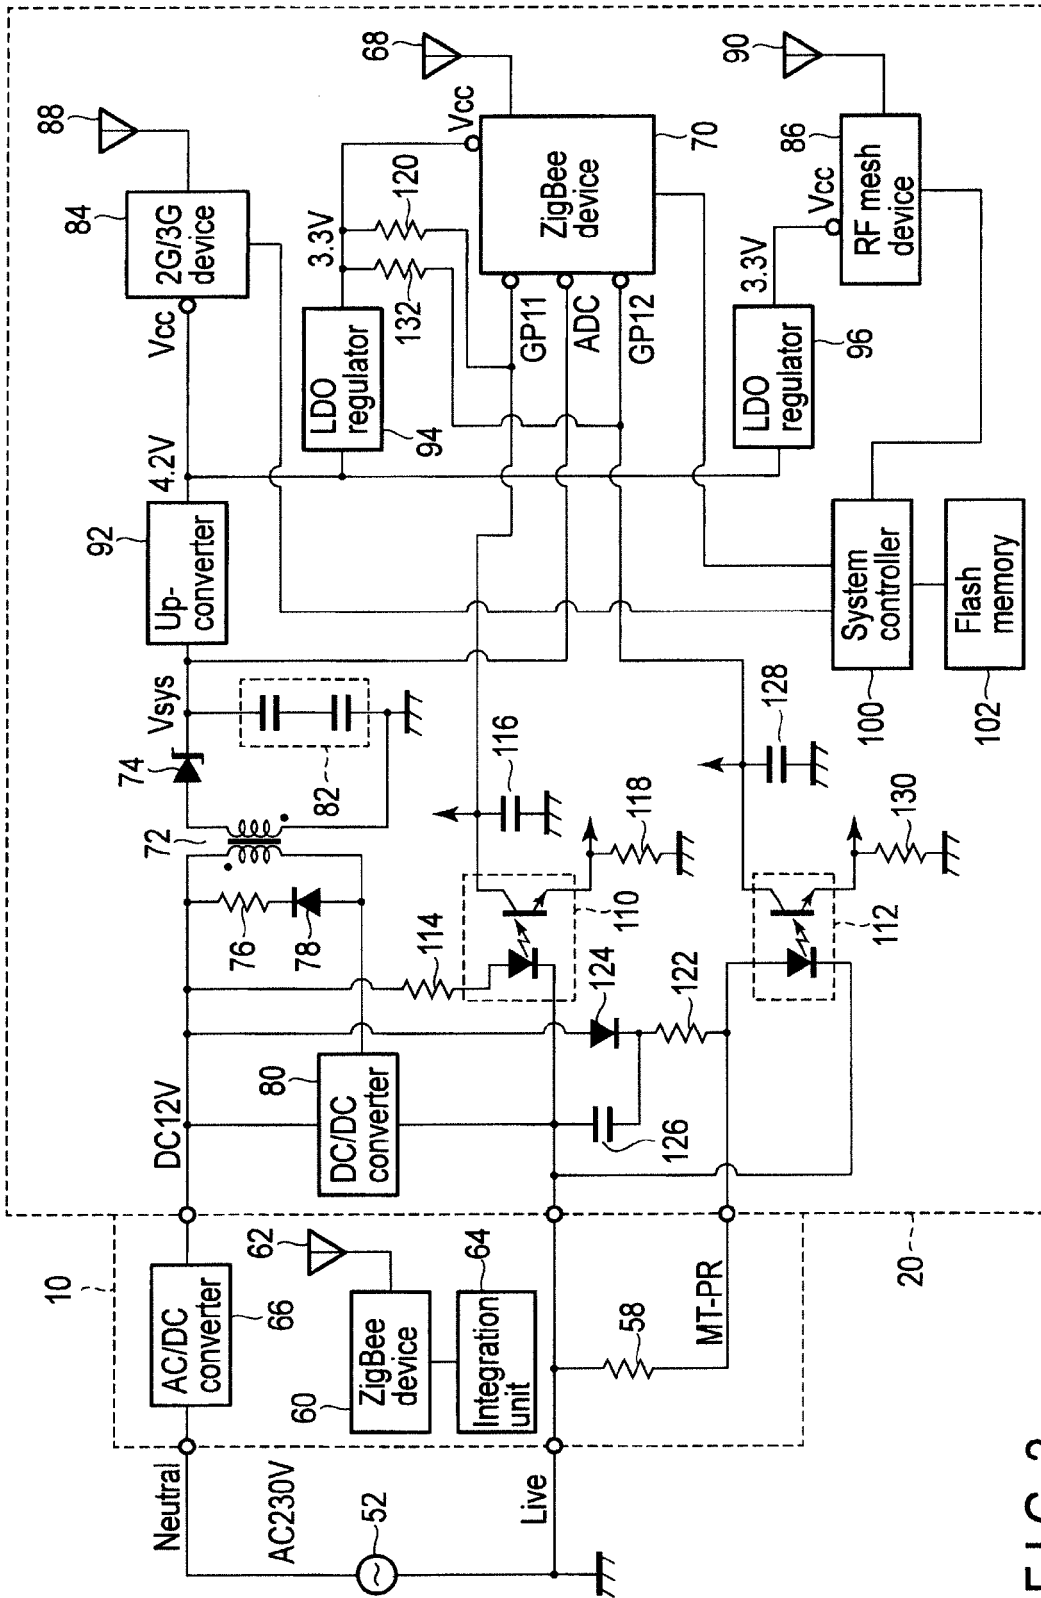 Neutral
AC230V
52
Live
10
AC/DC
converter
66
62
ZigBee
device
60
64
Integration
unit
58
MT-PR
20
DC12V
80
DC/DC
converter
76
78
72
74
Vsys
82
92
Up-
converter
4.2V
Vcc
84
2G/3G
device
88
114
110
116
118
124
122
126
112
128
130
LDO
regulator
94
3.3V
132
120
Vcc
68
ZigBee
device
70
GP11
ADC
GP12
LDO
regulator
96
3.3V
Vcc
86
RF mesh
device
90
System
controller
100
Flash
memory
102